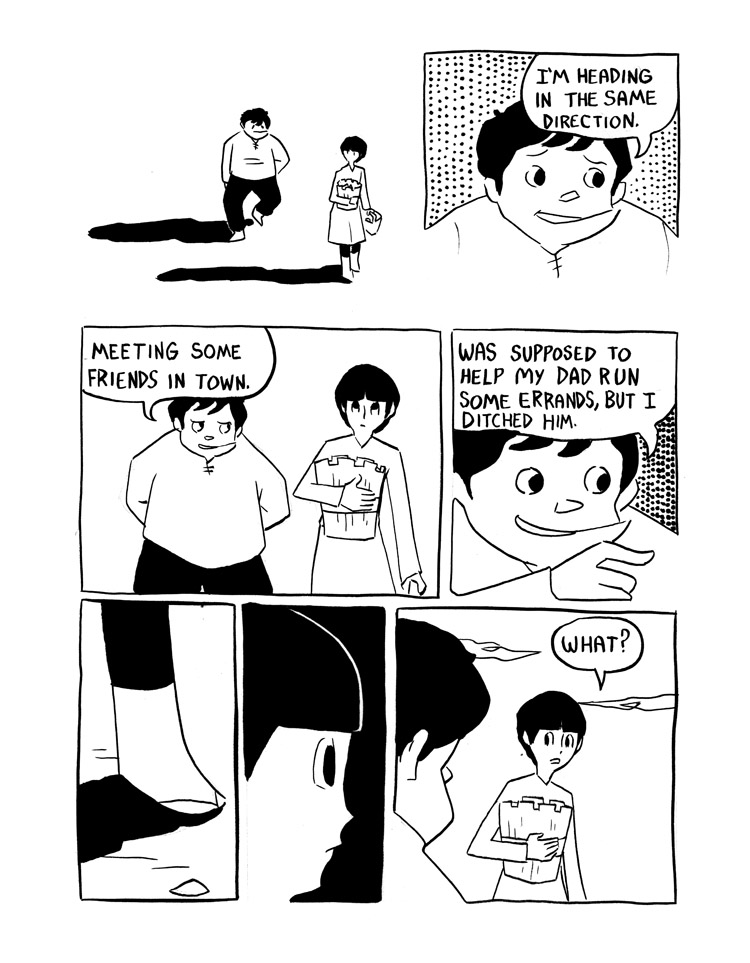 I'M HEADING
IN THE SAME
DIRECTION.
MEETING SOME
FRIENDS IN TOWN.
WAS SUPPOSED TO
HELP MY DAD RUN
SOME ERRANDS, BUT I
DITCHED HIM.
WHAT?